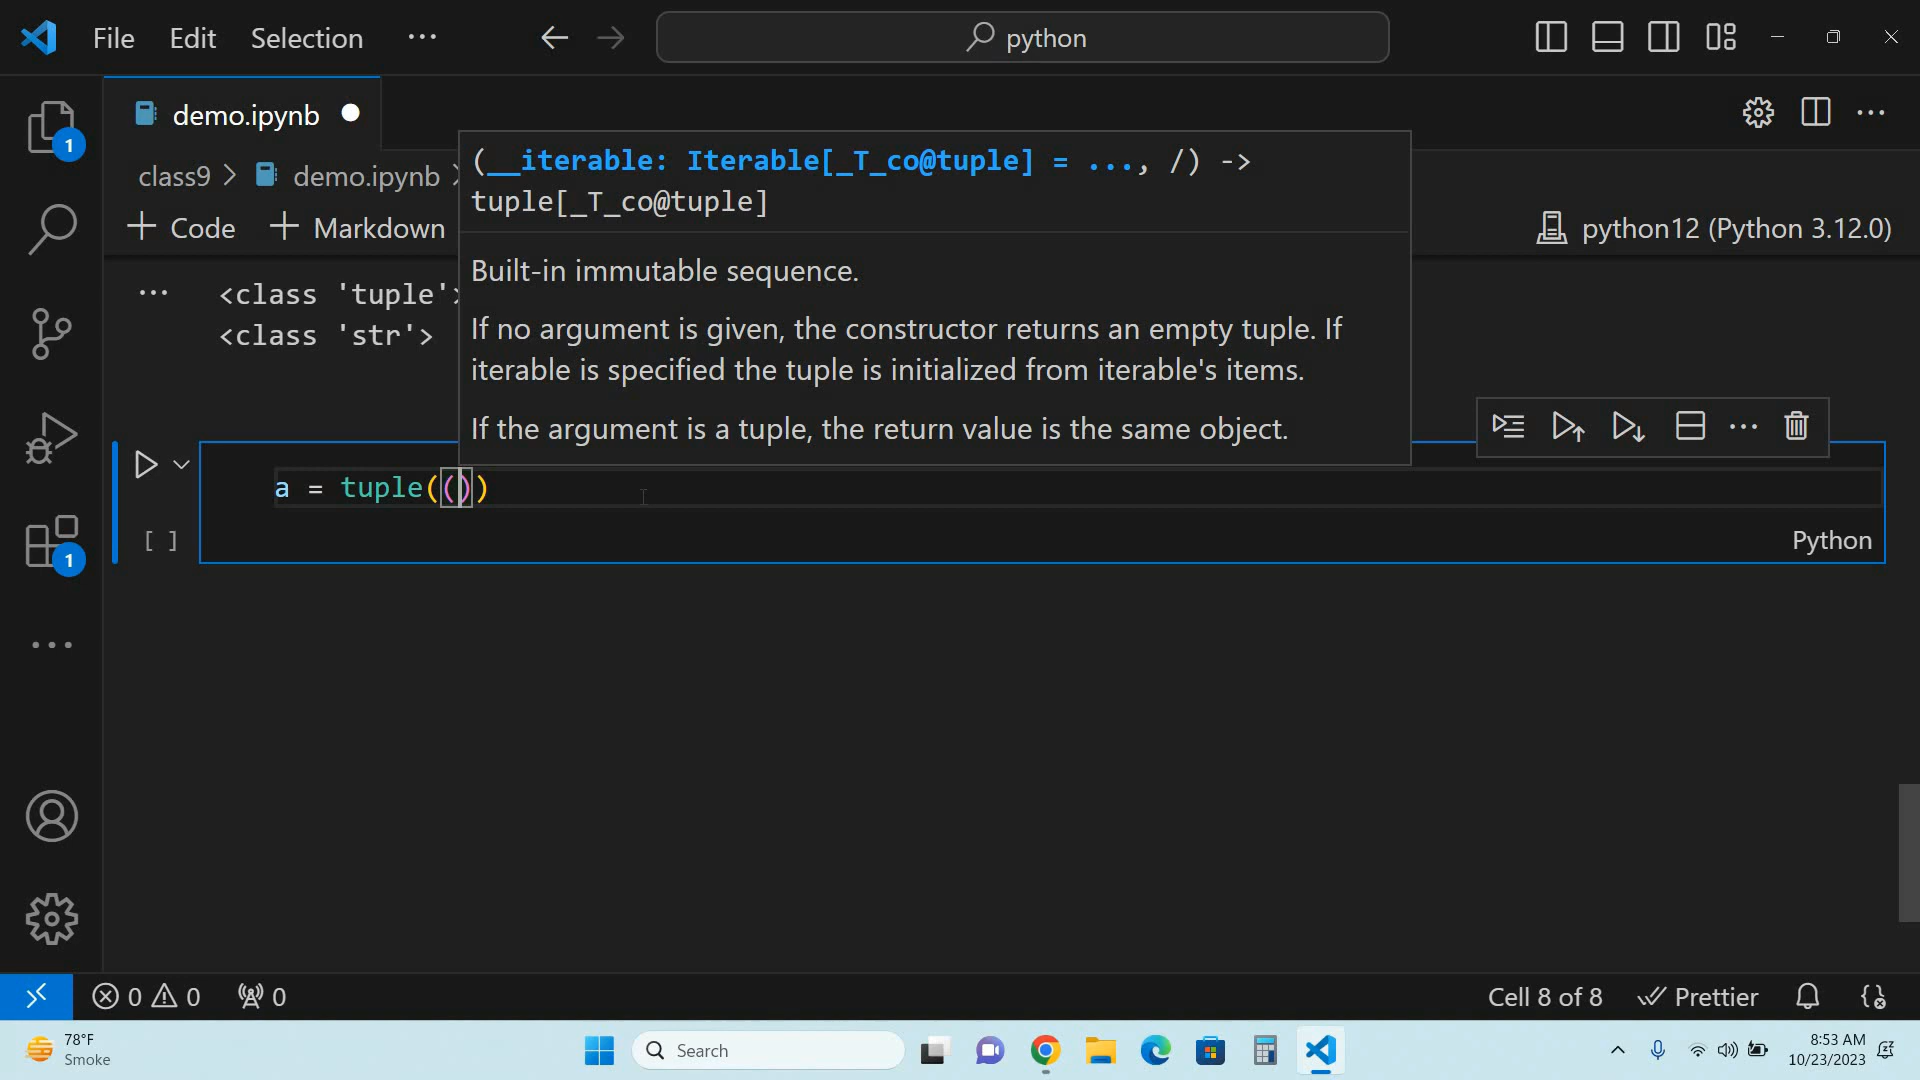 File Edit Selection ···
python
demo.ipynb
class9 > demo.ipynb >
+ Code + Markdown
python12 (Python 3.12.0)
(__iterable: Iterable[_T_co@tuple] = ..., /) ->
tuple[_T_co@tuple]
Built-in immutable sequence.
If no argument is given, the constructor returns an empty tuple. If
iterable is specified the tuple is initialized from iterable's items.
If the argument is a tuple, the return value is the same object.
··· <class 'tuple'>
<class 'str'>
a = tuple(())
[ ]
Python
1
1
0 0 0
Cell 8 of 8
Prettier
78°F
Smoke
Search
8:53 AM
10/23/2023